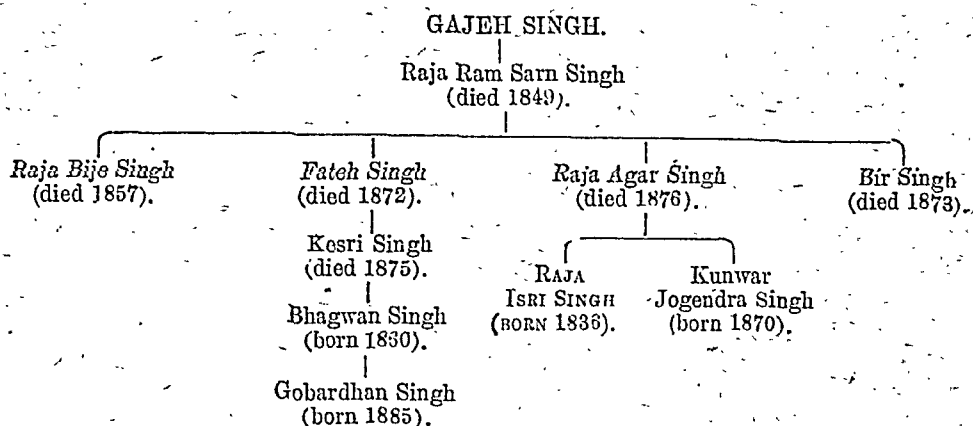 GAJEH SINGH.
Raja Ram Sarn Singh
(died 1849).
Raja Bije Singh
(died 1857).
Fateh Singh
(died 1872).
Raja Agar Singh
(died 1876).
Bir Singh
(died 1873).
Kesri Singh
(died 1875).
RAJA
ISRI SINGH
(BORN 1836).
Kunwar
Jogendra Singh
(born 1870).
Bhagwan Singh
(born 1860).
Gobardhan Singh
(born 1885).